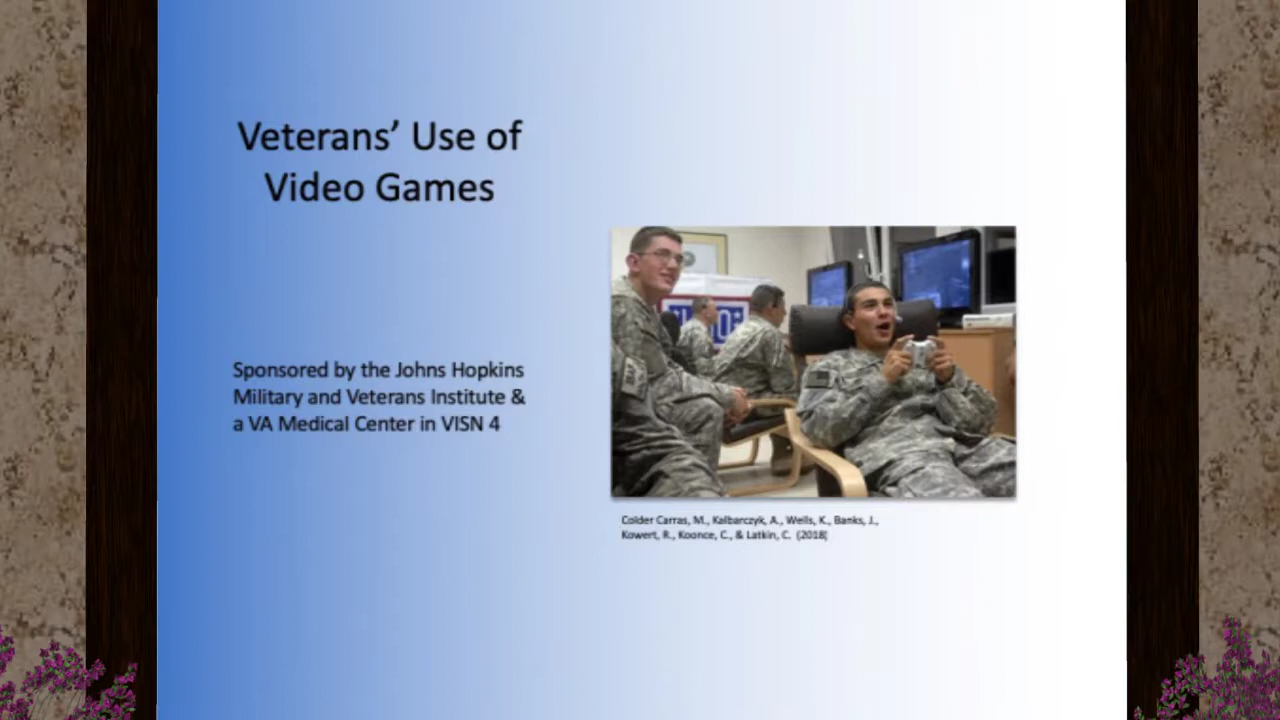 Veterans’ Use of
Video Games
Sponsored by the Johns Hopkins
Military and Veterans Institute &
a VA Medical Center in VISN 4
Colder Carras, M., Kalbarczyk, A., Wells, K., Banks, J.,
Kowert, R., Koonce, C., & Latkin, C. (2018)